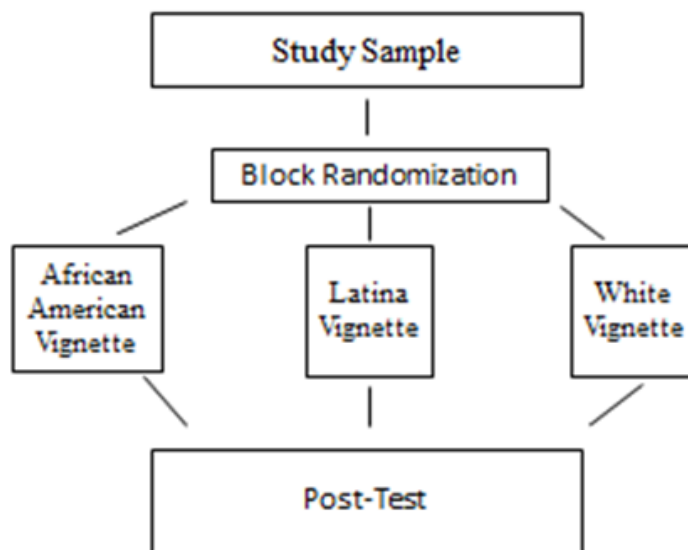 Study Sample
Block Randomization
African
American
Vignette
Latina
Vignette
White
Vignette
Post-Test